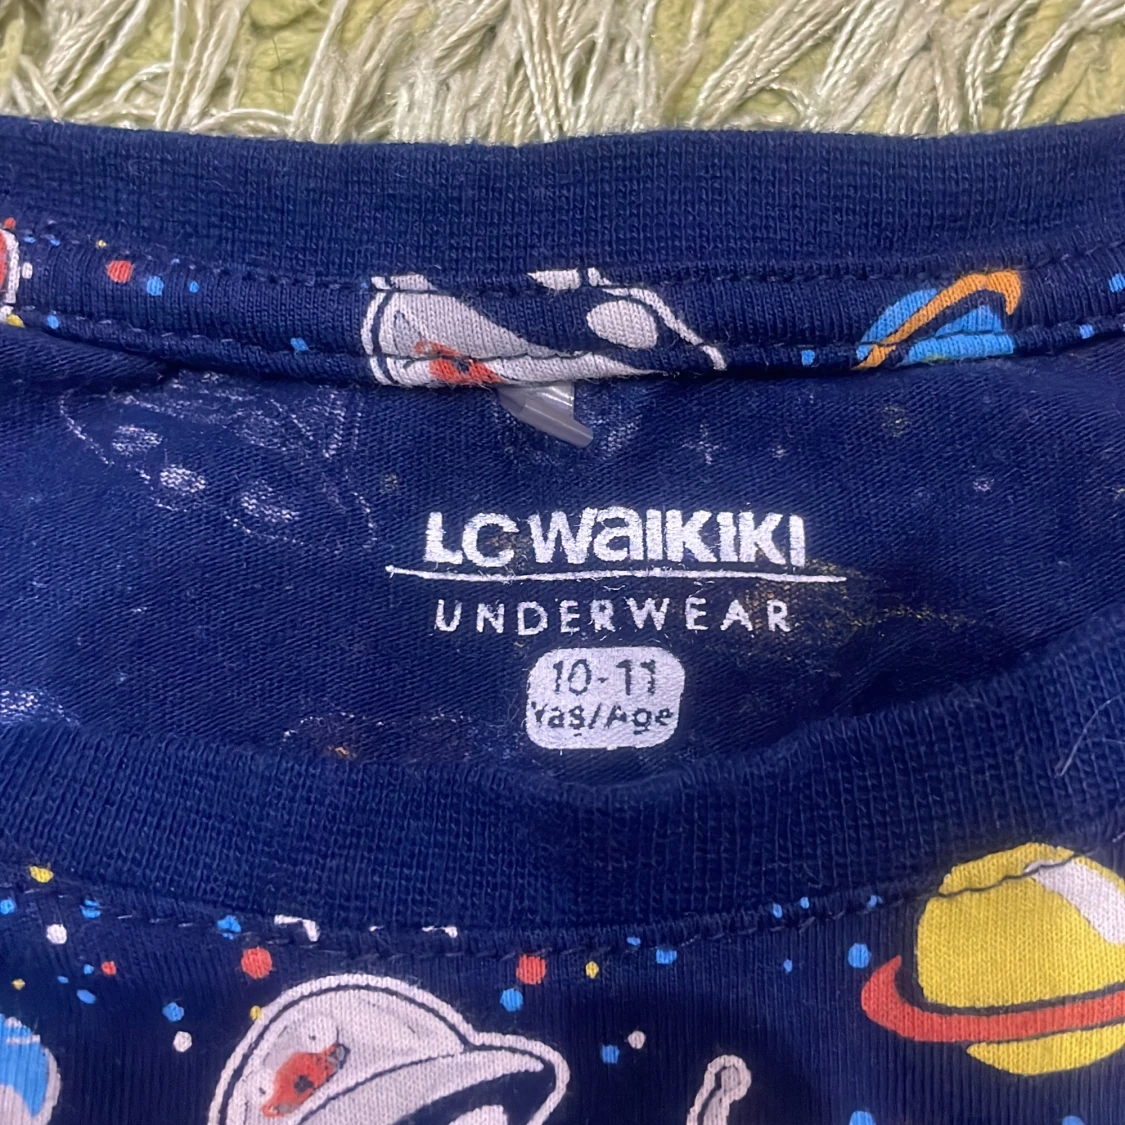 LC WAIKIKI
UNDERWEAR
10-11
Yaş/Age